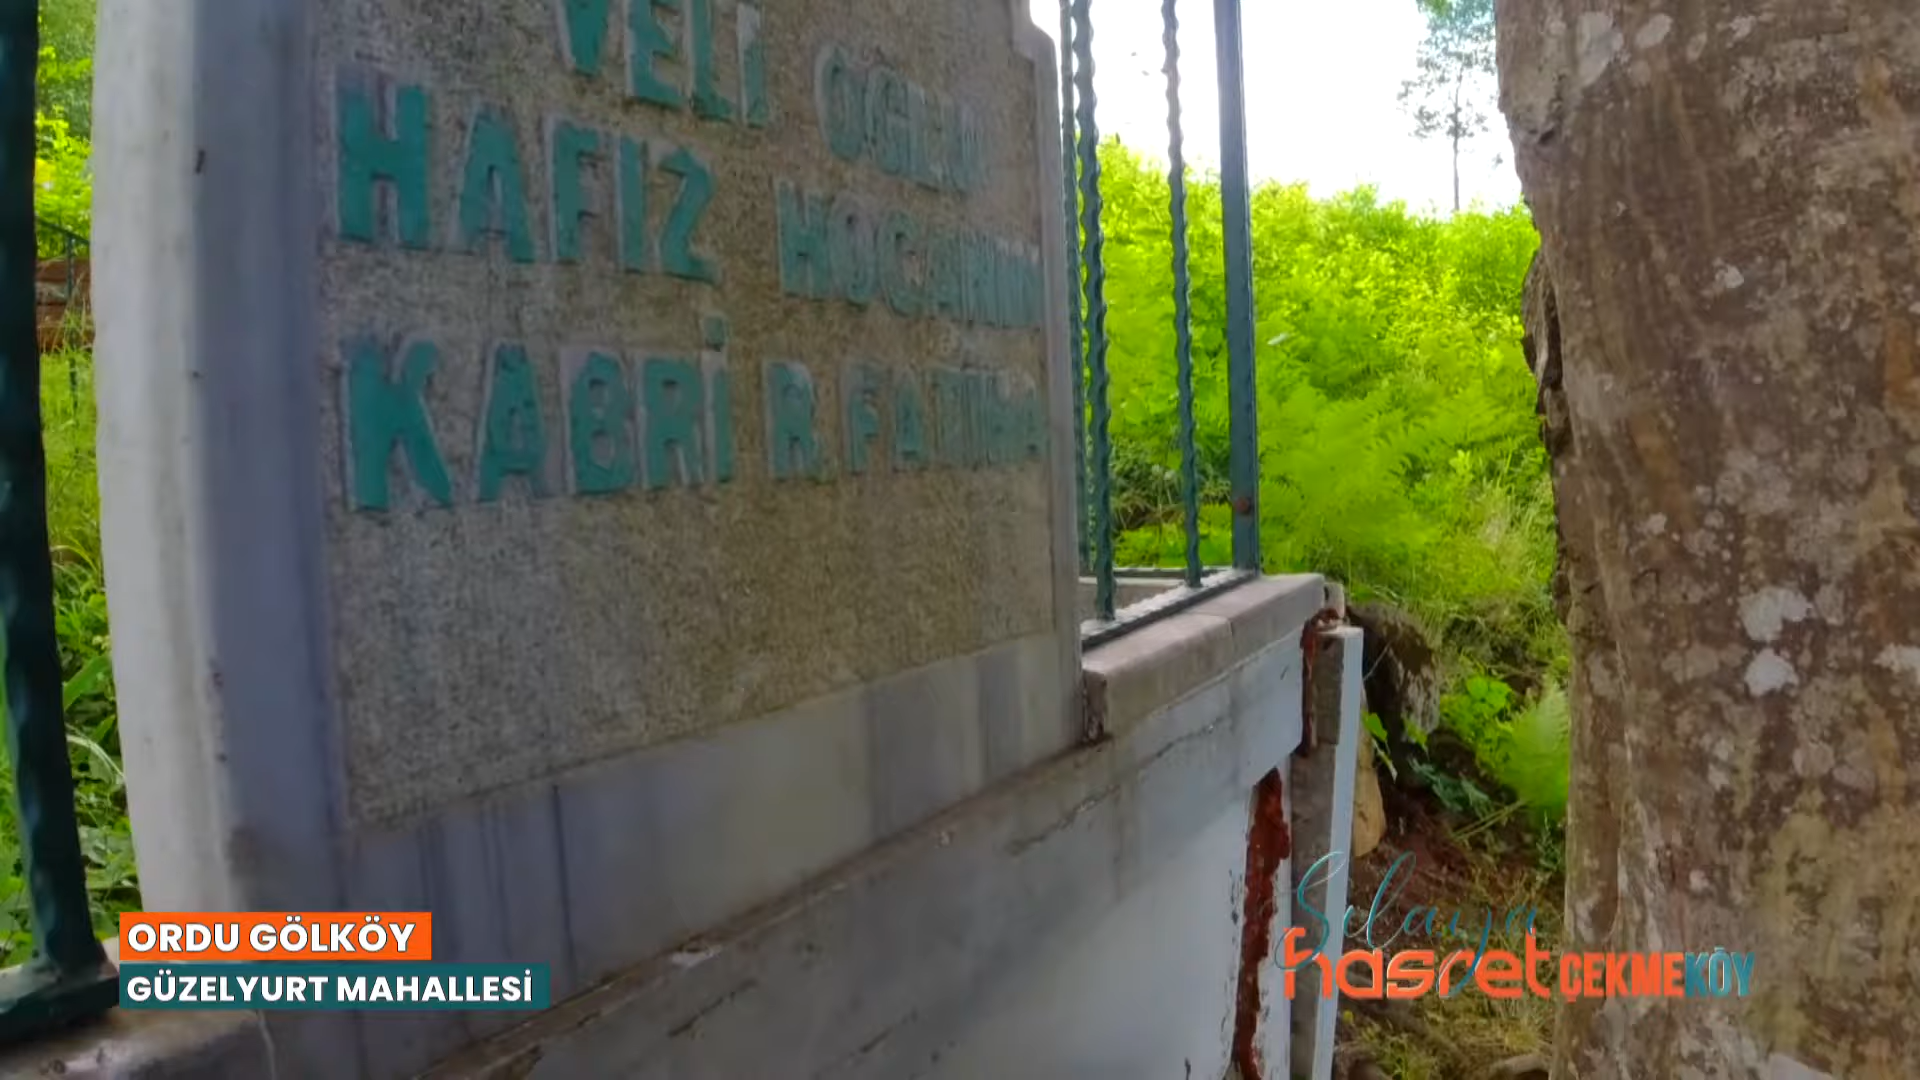 VELİ OĞLU
HAFIZ HOCANIN
KABRİ R. FATİHA
ORDU GÖLKÖY
GÜZELYURT MAHALLESİ
Sılaya
hasret ÇEKMEKÖY